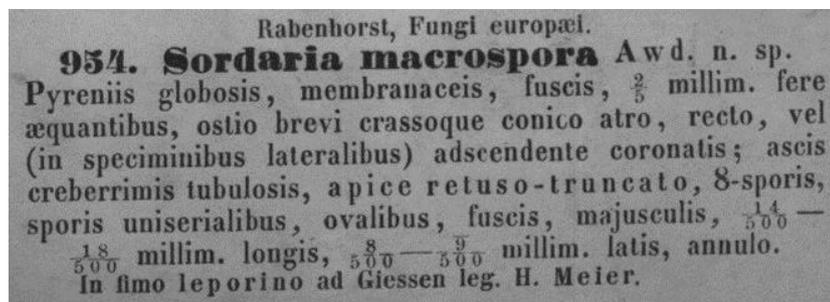 Rabenhorst, Fungi europæi.
954. Sordaria macrospora Awd. n. sp.
Pyreniis globosis, membranaceis, fuscis, 2/5 millim. fere
æquantibus, ostio brevi crassoque conico atro, recto, vel
(in speciminibus lateralibus) adscendente coronatis; ascis
creberrimis tubulosis, apice retuso-truncato, 8-sporis,
sporis uniserialibus, ovalibus, fuscis, majusculis, 14/500—
18/500 millim. longis, 8/500—9/500 millim. latis, annulo.
In fimo leporino ad Giessen leg. H. Meier.